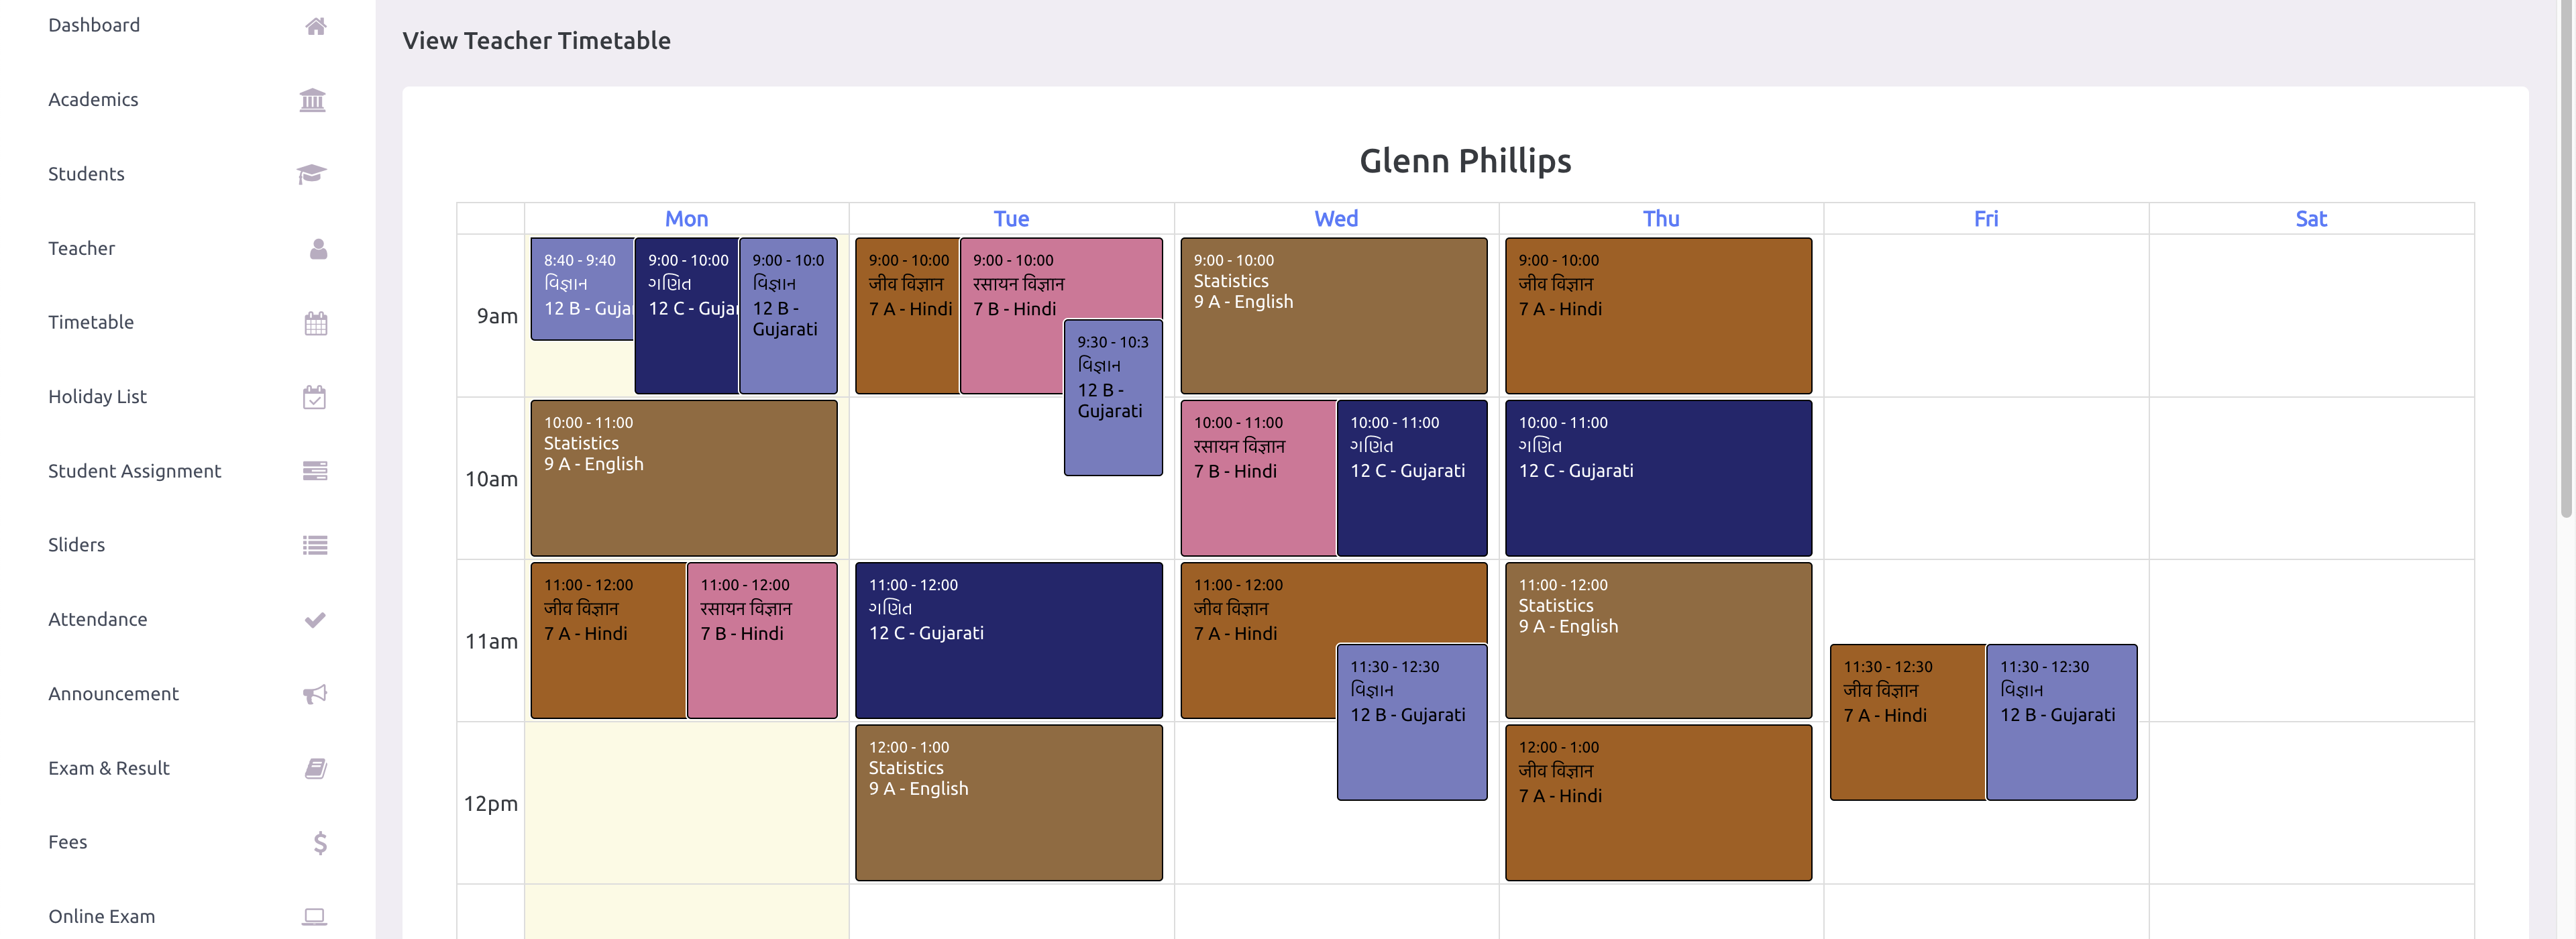 Dashboard
Academics
Students
Teacher
Timetable
Holiday List
Student Assignment
Sliders
Attendance
Announcement
Exam & Result
Fees
Online Exam
View Teacher Timetable
Glenn Phillips
Mon
Tue
Wed
Thu
Fri
Sat
9am
10am
11am
12pm
8:40 - 9:40
વિજ્ઞાન
12 B - Gujar
9:00 - 10:00
ગણિત
12 C - Gujar
9:00 - 10:0
વિજ્ઞાન
12 B -
Gujarati
10:00 - 11:00
Statistics
9 A - English
11:00 - 12:00
जीव विज्ञान
7 A - Hindi
11:00 - 12:00
रसायन विज्ञान
7 B - Hindi
9:00 - 10:00
जीव विज्ञान
7 A - Hindi
9:00 - 10:00
रसायन विज्ञान
7 B - Hindi
9:30 - 10:3
વિજ્ઞાન
12 B -
Gujarati
11:00 - 12:00
ગણિત
12 C - Gujarati
12:00 - 1:00
Statistics
9 A - English
9:00 - 10:00
Statistics
9 A - English
10:00 - 11:00
रसायन विज्ञान
7 B - Hindi
10:00 - 11:00
ગણિત
12 C - Gujarati
11:00 - 12:00
जीव विज्ञान
7 A - Hindi
11:30 - 12:30
વિજ્ઞાન
12 B - Gujarati
9:00 - 10:00
जीव विज्ञान
7 A - Hindi
10:00 - 11:00
ગણિત
12 C - Gujarati
11:00 - 12:00
Statistics
9 A - English
12:00 - 1:00
जीव विज्ञान
7 A - Hindi
11:30 - 12:30
जीव विज्ञान
7 A - Hindi
11:30 - 12:30
વિજ્ઞાન
12 B - Gujarati